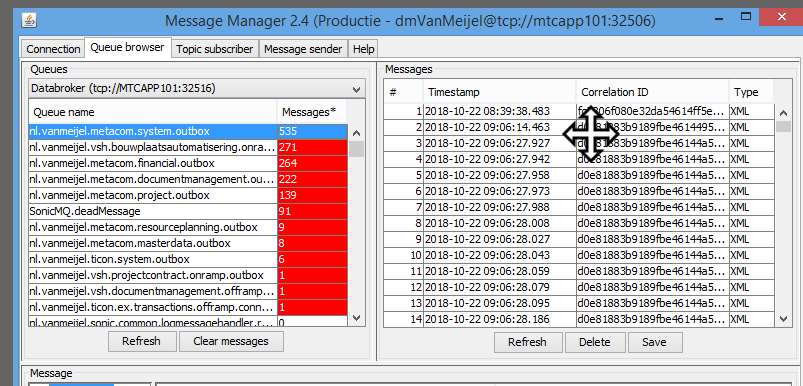 Message Manager 2.4 (Productie - dmVanMeijel@tcp://mtcapp101:32506)
Connection Queue browser Topic subscriber Message sender Help
Queues
Databroker (tcp://MTCAPP101:32516)
Queue name Messages*
nl.vanmeijel.metacom.system.outbox 535
nl.vanmeijel.vsh.bouwplaatsautomatisering.onra... 271
nl.vanmeijel.metacom.financial.outbox 264
nl.vanmeijel.metacom.documentmanagement.ou... 222
nl.vanmeijel.metacom.project.outbox 139
SonicMQ.deadMessage 91
nl.vanmeijel.metacom.resourceplanning.outbox 9
nl.vanmeijel.metacom.masterdata.outbox 8
nl.vanmeijel.ticon.system.outbox 6
nl.vanmeijel.vsh.projectcontract.onramp.outbox 1
nl.vanmeijel.vsh.documentmanagement.offramp... 1
nl.vanmeijel.ticon.ex.transactions.offramp.conn... 1
nl.vanmeijel.sonic.common.logmessagehandler.r... 0
Refresh Clear messages
Messages
# Timestamp Correlation ID Type
1 2018-10-22 08:39:38.483 XML
2 2018-10-22 09:06:14.463 XML
3 2018-10-22 09:06:27.927 XML
4 2018-10-22 09:06:27.942 XML
5 2018-10-22 09:06:27.958 d0e81883b9189fbe46144a5... XML
6 2018-10-22 09:06:27.973 d0e81883b9189fbe46144a5... XML
7 2018-10-22 09:06:27.988 d0e81883b9189fbe46144a5... XML
8 2018-10-22 09:06:28.008 d0e81883b9189fbe46144a5... XML
9 2018-10-22 09:06:28.027 d0e81883b9189fbe46144a5... XML
10 2018-10-22 09:06:28.043 d0e81883b9189fbe46144a5... XML
11 2018-10-22 09:06:28.059 d0e81883b9189fbe46144a5... XML
12 2018-10-22 09:06:28.079 d0e81883b9189fbe46144a5... XML
13 2018-10-22 09:06:28.095 d0e81883b9189fbe46144a5... XML
14 2018-10-22 09:06:28.186 d0e81883b9189fbe46144a5... XML
Refresh Delete Save
Message